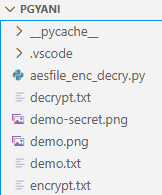 PGYANI
__pycache__
.vscode
aesfile_enc_decry.py
decrypt.txt
demo-secret.png
demo.png
demo.txt
encrypt.txt